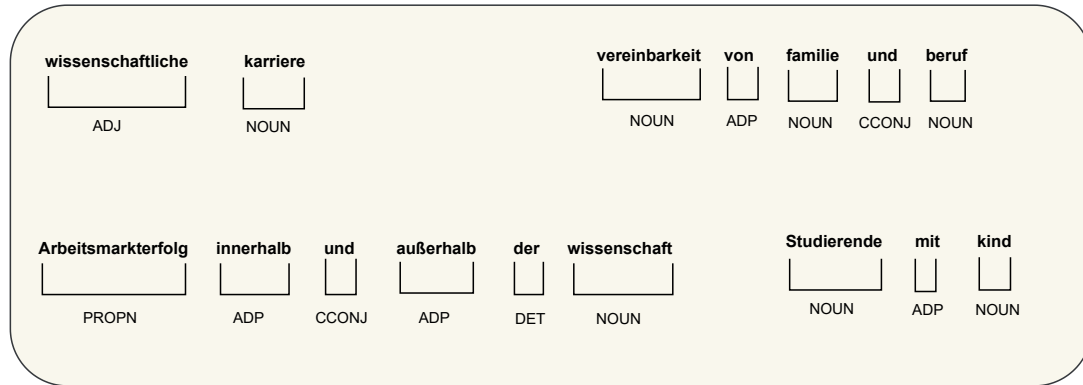 wissenschaftliche karriere
ADJ NOUN
vereinbarkeit von familie und beruf
NOUN ADP NOUN CCONJ NOUN
Arbeitsmarkterfolg innerhalb und außerhalb der wissenschaft
PROPN ADP CCONJ ADP DET NOUN
Studierende mit kind
NOUN ADP NOUN